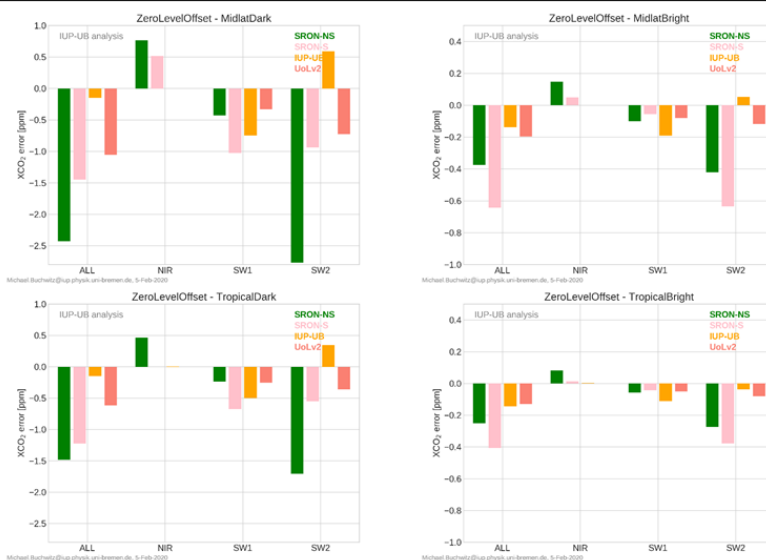 ZeroLevelOffset - MidlatDark
IUP-UB analysis
SRON-NS
SRON-S
IUP-UB
UoLv2
XCO₂ error [ppm]
1.0
0.5
0.0
−0.5
−1.0
−1.5
−2.0
−2.5
ALL NIR SW1 SW2
Michael.Buchwitz@iup.physik.uni-bremen.de, 5-Feb-2020
ZeroLevelOffset - MidlatBright
IUP-UB analysis
SRON-NS
SRON-S
IUP-UB
UoLv2
XCO₂ error [ppm]
0.4
0.2
0.0
−0.2
−0.4
−0.6
−0.8
−1.0
ALL NIR SW1 SW2
Michael.Buchwitz@iup.physik.uni-bremen.de, 5-Feb-2020
ZeroLevelOffset - TropicalDark
IUP-UB analysis
SRON-NS
SRON-S
IUP-UB
UoLv2
XCO₂ error [ppm]
1.0
0.5
0.0
−0.5
−1.0
−1.5
−2.0
−2.5
ALL NIR SW1 SW2
Michael.Buchwitz@iup.physik.uni-bremen.de, 5-Feb-2020
ZeroLevelOffset - TropicalBright
IUP-UB analysis
SRON-NS
SRON-S
IUP-UB
UoLv2
XCO₂ error [ppm]
0.4
0.2
0.0
−0.2
−0.4
−0.6
−0.8
−1.0
ALL NIR SW1 SW2
Michael.Buchwitz@iup.physik.uni-bremen.de, 5-Feb-2020